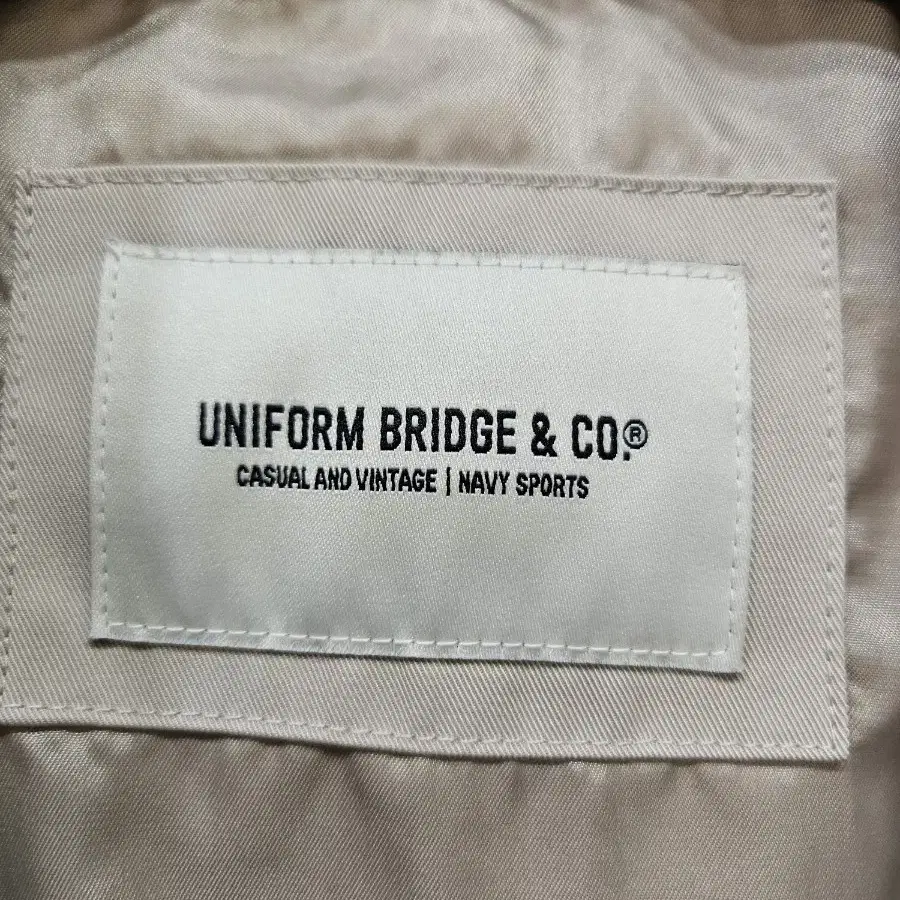 UNIFORM BRIDGE & CO.®
CASUAL AND VINTAGE | NAVY SPORTS